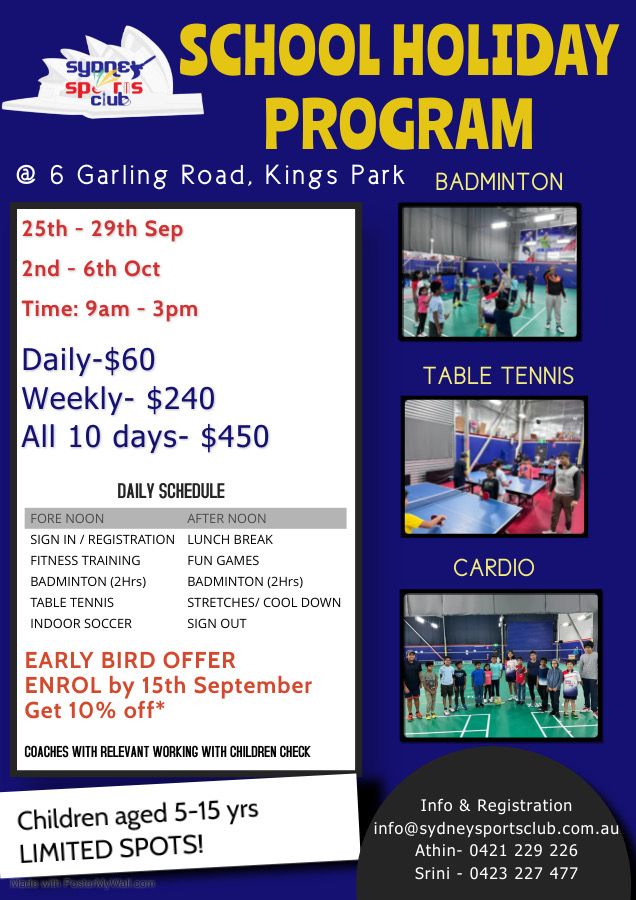 sydney
sports
club
SCHOOL HOLIDAY
PROGRAM
@ 6 Garling Road, Kings Park
25th - 29th Sep
2nd - 6th Oct
Time: 9am - 3pm
Daily-$60
Weekly- $240
All 10 days- $450
DAILY SCHEDULE
FORE NOON AFTER NOON
SIGN IN / REGISTRATION LUNCH BREAK
FITNESS TRAINING FUN GAMES
BADMINTON (2Hrs) BADMINTON (2Hrs)
TABLE TENNIS STRETCHES/ COOL DOWN
INDOOR SOCCER SIGN OUT
EARLY BIRD OFFER
ENROL by 15th September
Get 10% off*
COACHES WITH RELEVANT WORKING WITH CHILDREN CHECK
Children aged 5-15 yrs
LIMITED SPOTS!
BADMINTON
TABLE TENNIS
CARDIO
Info & Registration
info@sydneysportsclub.com.au
Athin- 0421 229 226
Srini - 0423 227 477
Made with PosterMyWall.com